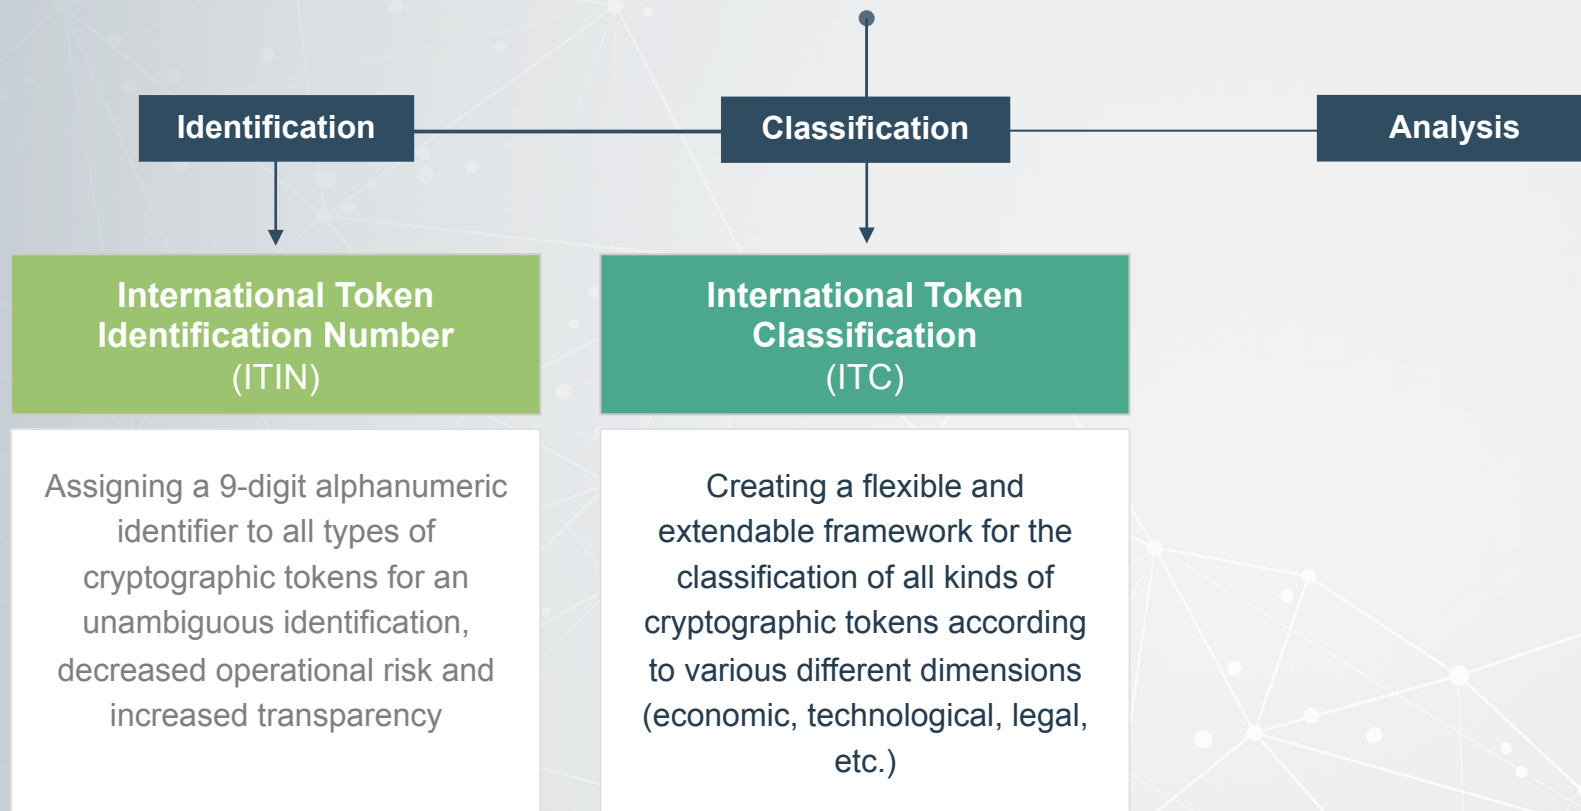 Identification
Classification
Analysis
International Token
Identification Number
(ITIN)
International Token
Classification
(ITC)
Assigning a 9-digit alphanumeric
identifier to all types of
cryptographic tokens for an
unambiguous identification,
decreased operational risk and
increased transparency
Creating a flexible and
extendable framework for the
classification of all kinds of
cryptographic tokens according
to various different dimensions
(economic, technological, legal,
etc.)